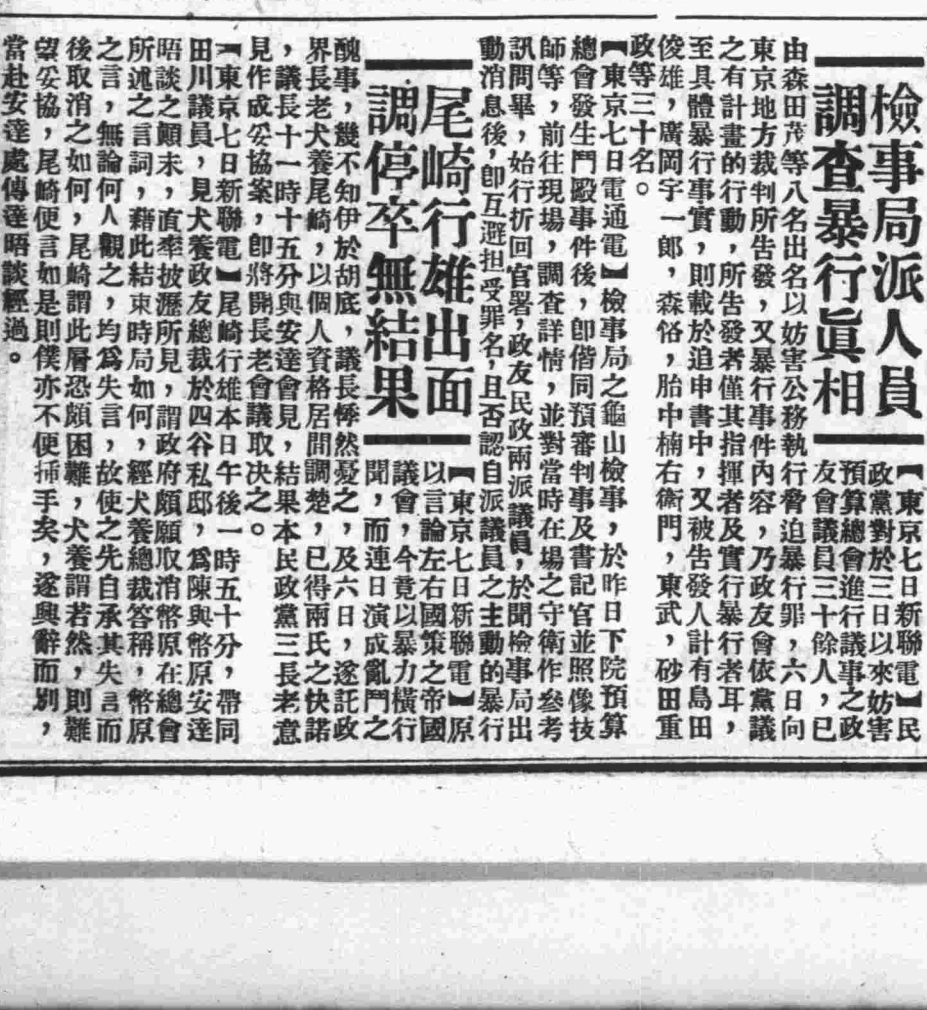 檢事局派人員
調查暴行眞相
【東京七日新聯電】民
政黨對於三日以來妨害
預算總會進行議事之政
友會議員三十餘人，已
由森田茂等八名出名以妨害公務執行脅迫暴行罪，六日向
東京地方裁判所告發，又暴行事件內容，乃政友會依黨議
之有計畫的行動，所告發者僅其指揮者及實行暴行者耳，
至具體暴行事實，則載於追申書中，又被告發人計有島田
俊雄，廣岡宇一郎，森俗，胎中楠右衞門，東武，砂田重
政等三十名。
【東京七日電通電】檢事局之龜山檢事，於昨日下院預算
總會發生鬥毆事件後，卽偕同預審判事及書記官並照像技
師等，前往現場，調查詳情，並對當時在場之守衛作參考
訊問畢，始行折回官署，政友民政兩派議員，於聞檢事局出
動消息後，卽互避担受罪名，且否認自派議員之主動的暴行
尾崎行雄出面
調停卒無結果
【東京七日新聯電】原
以言論左右國策之帝國
議會，今竟以暴力橫行
聞，而連日演成亂鬥之
醜事，幾不知伊於胡底，議長悸然憂之，及六日，遂託政
界長老犬養尾崎，以個人資格居間調楚，已得兩氏之快諾
，議長十一時十五分與安達會見，結果本民政黨三長老意
見作成妥協案，卽將開長老會議取決之。
【東京七日新聯電】尾崎行雄本日午後一時五十分，帶同
田川議員，見犬養政友總裁於四谷私邸，爲陳與幣原安達
晤談之顚末，直率披瀝所見，謂政府頗願取消幣原在總會
所述之言詞，藉此結束時局如何，經犬養總裁答稱，幣原
之言，無論何人觀之，均爲失言，故使之先自承其失言而
後取消之如何，尾崎謂此層恐頗困難，犬養謂若然，則難
望妥協，尾崎便言如是則僕亦不便揷手矣，遂興辭而別，
當赴安達處傳達晤談經過。